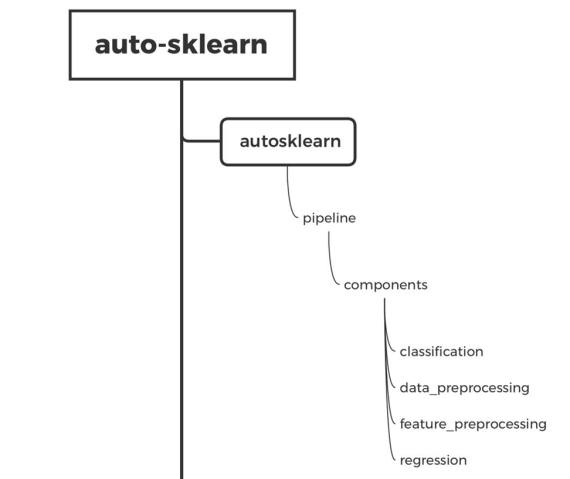 auto-sklearn
autosklearn
pipeline
components
classification
data_preprocessing
feature_preprocessing
regression